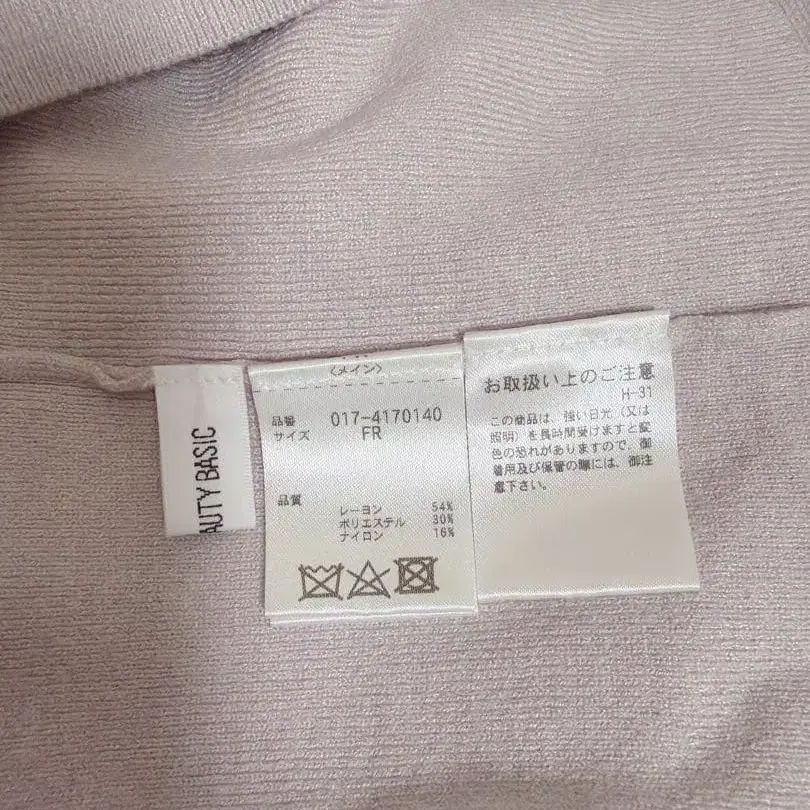 AUTY BASIC
〈メイン〉
品番 017-4170140
サイズ FR
品質
レーヨン 54%
ポリエステル 30%
ナイロン 16%
お取扱い上のご注意
H-31
この商品は、強い日光（又は
照明）を長時間受けますと変
色の恐れがありますので、御
着用及び保管の際には、御注
意下さい。